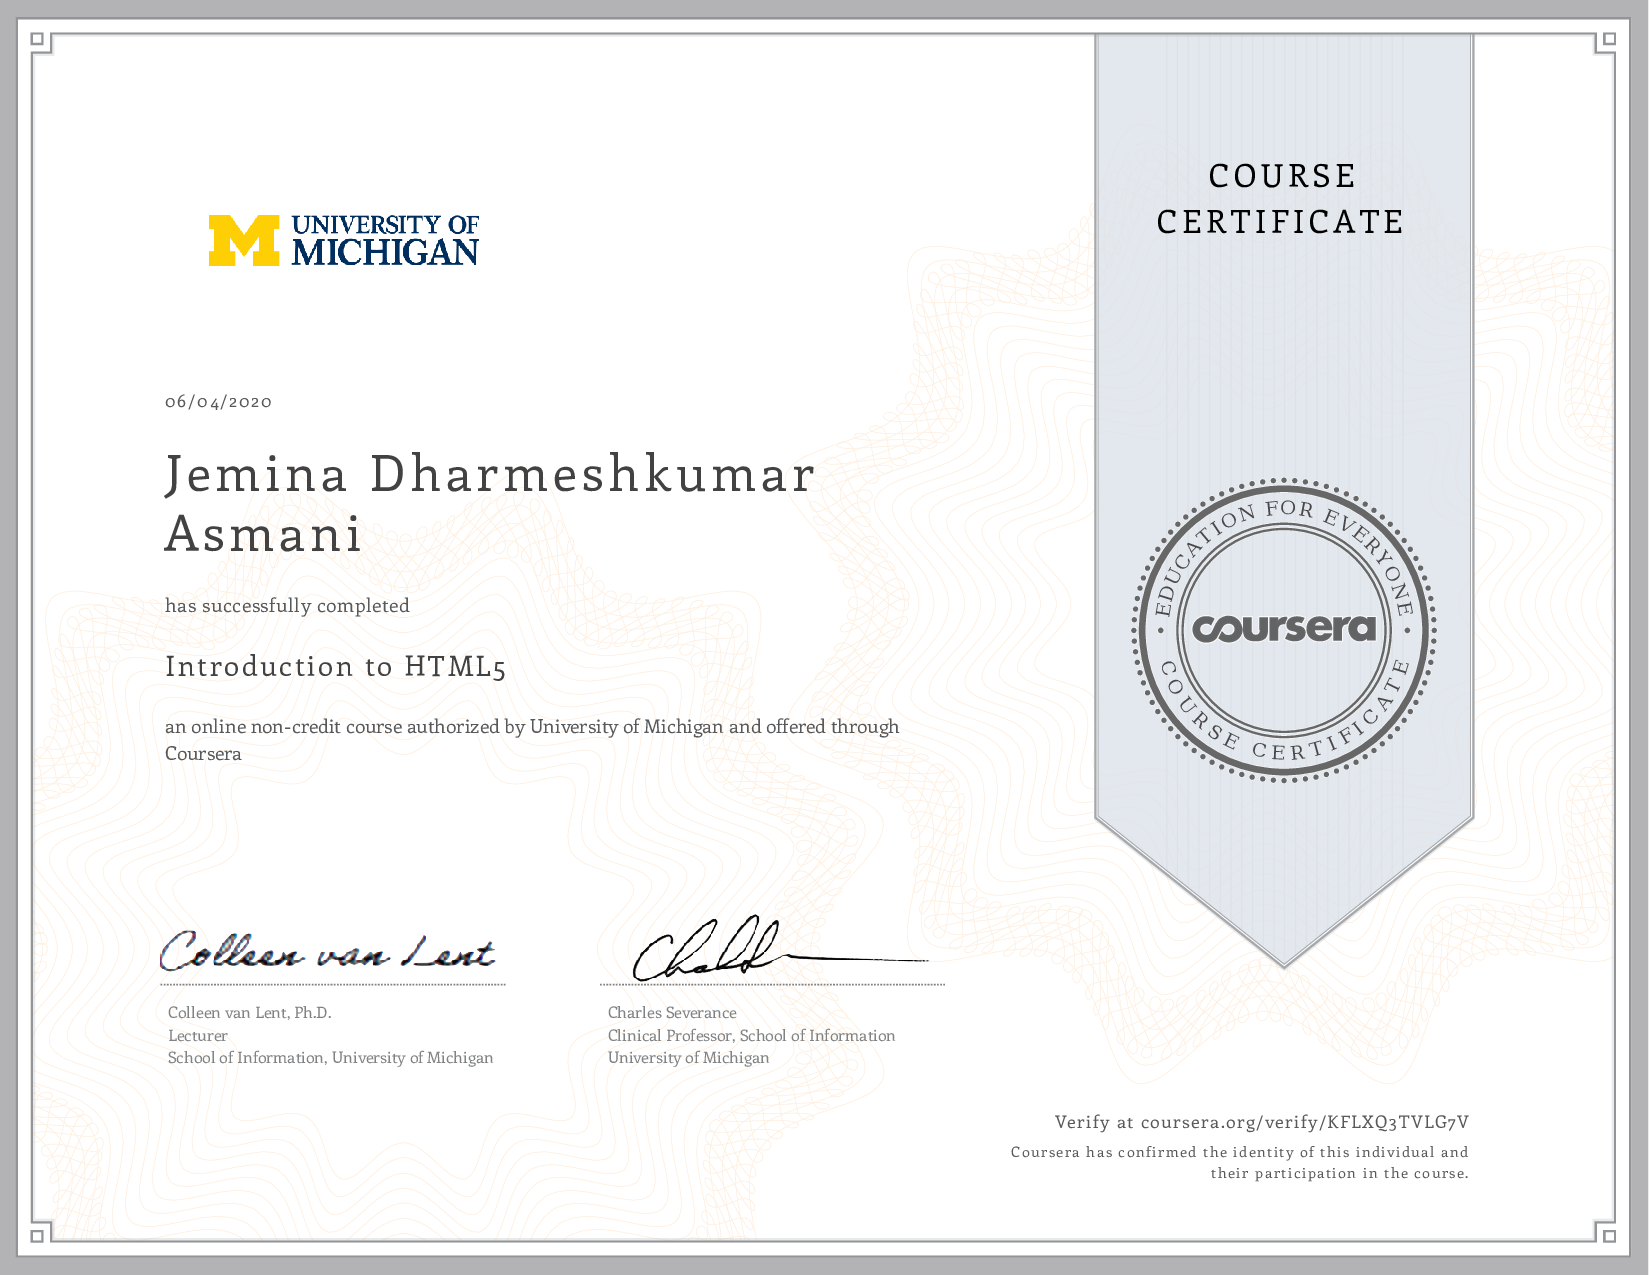 UNIVERSITY OF
MICHIGAN
COURSE
CERTIFICATE
06/04/2020
Jemina Dharmeshkumar
Asmani
has successfully completed
Introduction to HTML5
an online non-credit course authorized by University of Michigan and offered through
Coursera
EDUCATION FOR EVERYONE
coursera
COURSE CERTIFICATE
Colleen van Lent
Colleen van Lent, Ph.D.
Lecturer
School of Information, University of Michigan
Charles Severance
Clinical Professor, School of Information
University of Michigan
Verify at coursera.org/verify/KFLXQ3TVLG7V
Coursera has confirmed the identity of this individual and
their participation in the course.